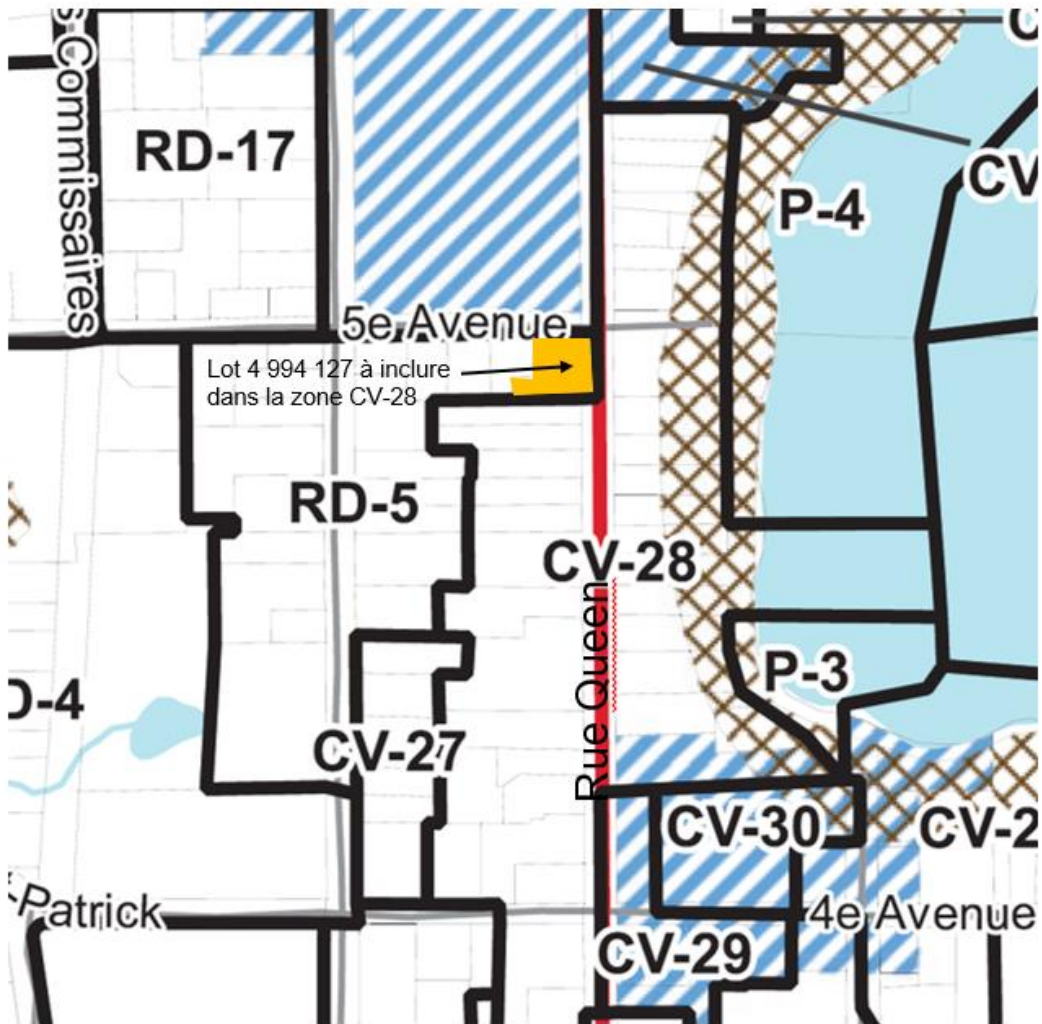 s Commissaires
C
RD-17
CV
P-4
5e Avenue
Lot 4 994 127 à inclure
dans la zone CV-28
RD-5
CV-28
Rue Queen
P-3
D-4
CV-27
CV-30
CV-2
-Patrick
4e Avenue
CV-29